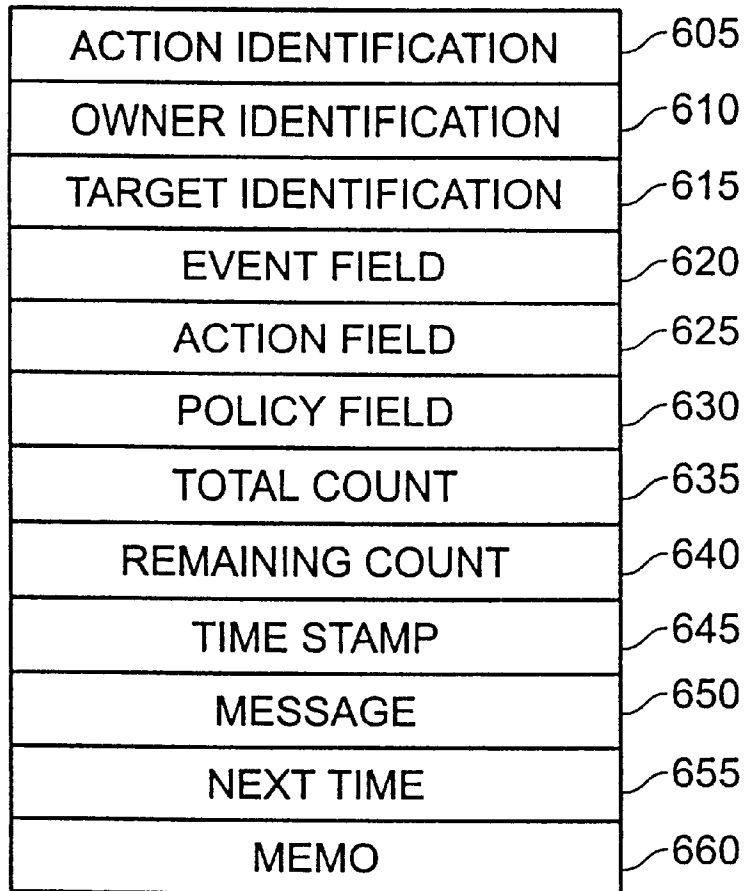 ACTION IDENTIFICATION 605
OWNER IDENTIFICATION 610
TARGET IDENTIFICATION 615
EVENT FIELD 620
ACTION FIELD 625
POLICY FIELD 630
TOTAL COUNT 635
REMAINING COUNT 640
TIME STAMP 645
MESSAGE 650
NEXT TIME 655
MEMO 660